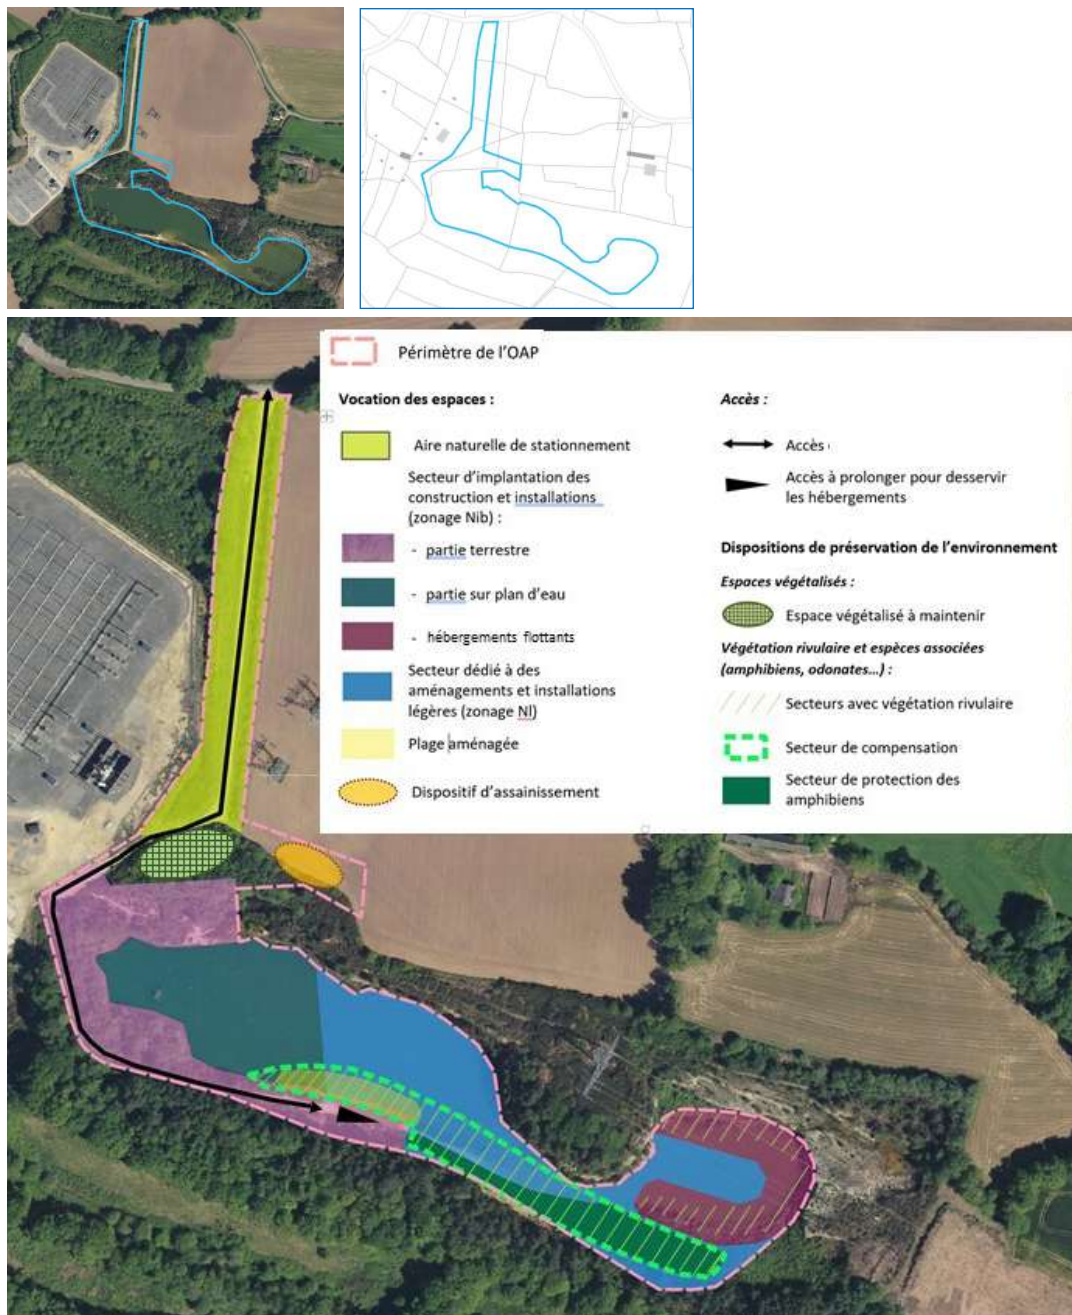 Périmètre de l'OAP
Vocation des espaces :
Aire naturelle de stationnement
Secteur d'implantation des
construction et installations
(zonage Nib) :
- partie terrestre
- partie sur plan d'eau
- hébergements flottants
Secteur dédié à des
aménagements et installations
légères (zonage Nl)
Plage aménagée
Dispositif d'assainissement
Accès :
Accès
Accès à prolonger pour desservir
les hébergements
Dispositions de préservation de l'environnement
Espaces végétalisés :
Espace végétalisé à maintenir
Végétation rivulaire et espèces associées
(amphibiens, odonates...) :
Secteurs avec végétation rivulaire
Secteur de compensation
Secteur de protection des
amphibiens